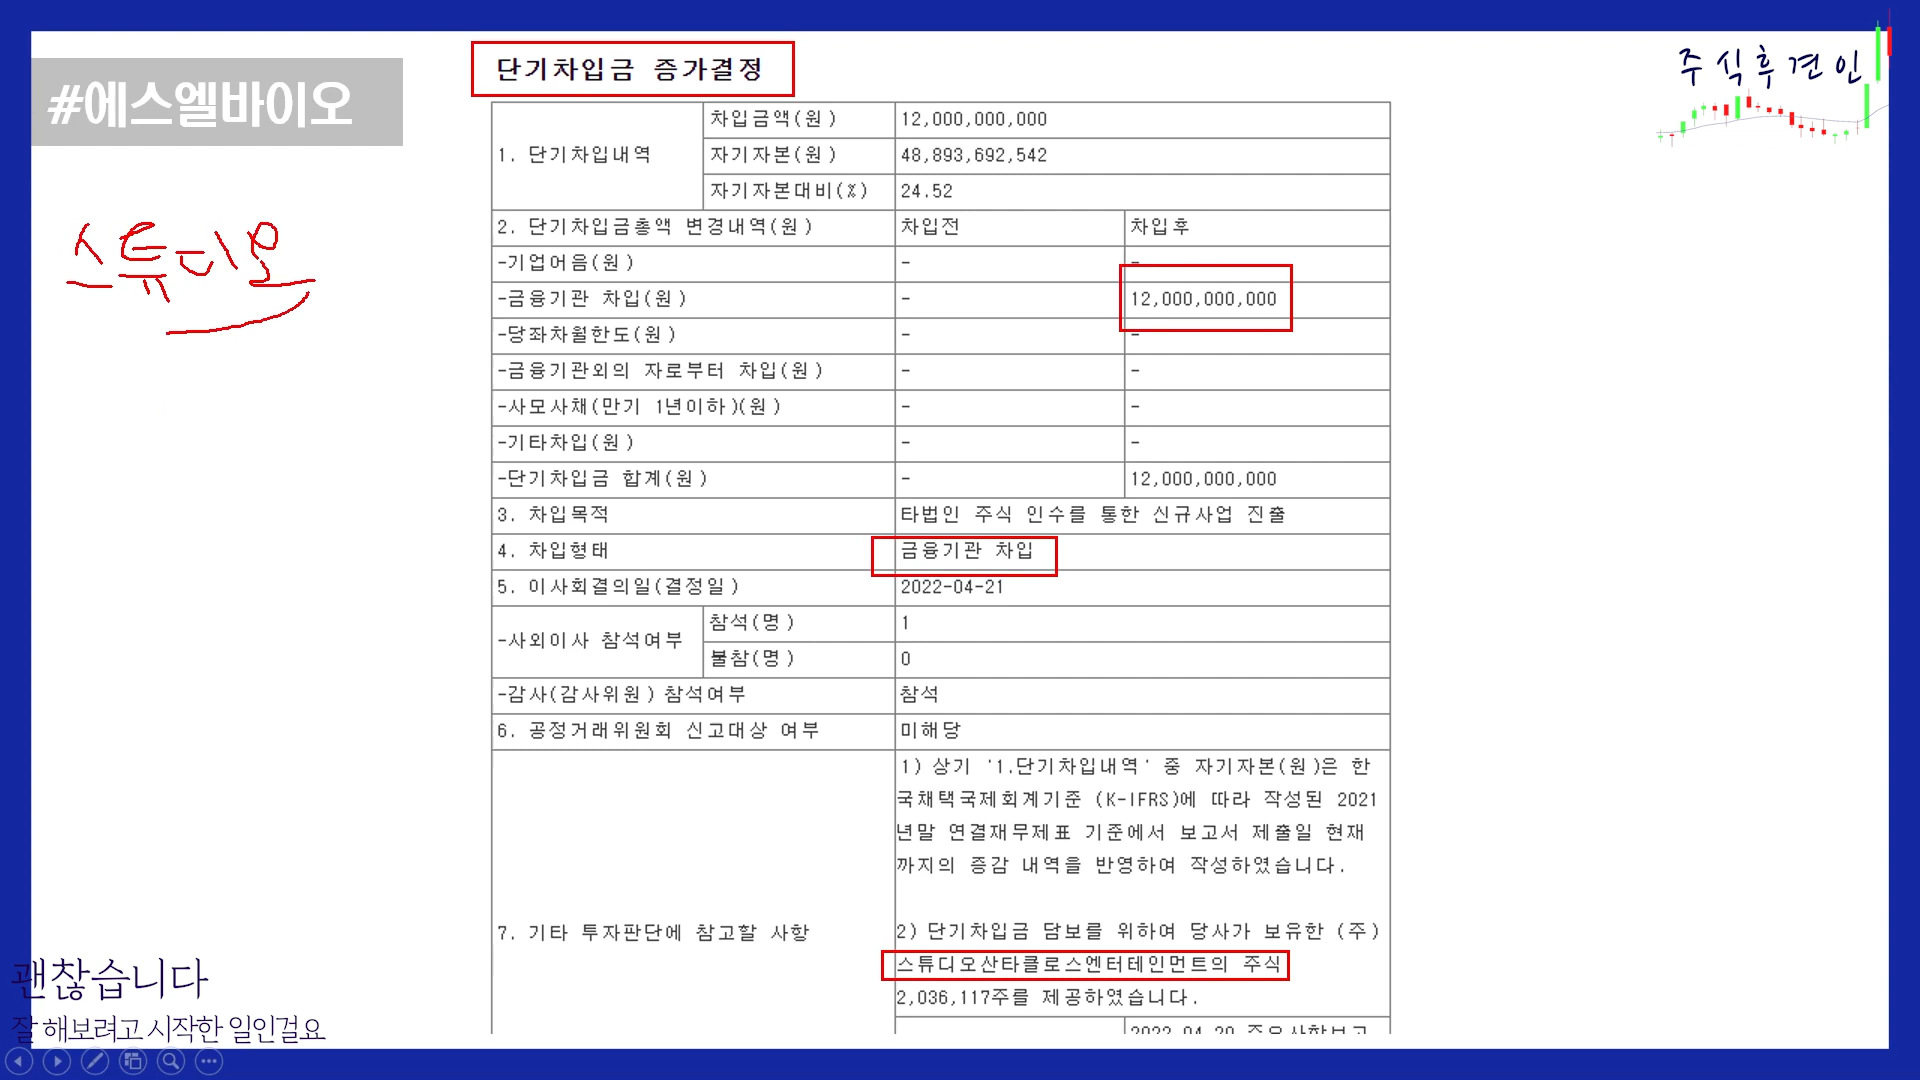 #에스엘바이오
단기차입금 증가결정
주식후견인
스튜디오
1. 단기차입내역
차입금액(원) 12,000,000,000
자기자본(원) 48,893,692,542
자기자본대비(%) 24.52
2. 단기차입금총액 변경내역(원) 차입전 차입후
-기업어음(원) - -
-금융기관 차입(원) - 12,000,000,000
-당좌차월한도(원) - -
-금융기관외의 자로부터 차입(원) - -
-사모사채(만기 1년이하)(원) - -
-기타차입(원) - -
-단기차입금 합계(원) - 12,000,000,000
3. 차입목적 타법인 주식 인수를 통한 신규사업 진출
4. 차입형태 금융기관 차입
5. 이사회결의일(결정일) 2022-04-21
-사외이사 참석여부
참석(명) 1
불참(명) 0
-감사(감사위원)참석여부 참석
6. 공정거래위원회 신고대상 여부 미해당
7. 기타 투자판단에 참고할 사항
1) 상기 '1.단기차입내역' 중 자기자본(원)은 한
국채택국제회계기준 (K-IFRS)에 따라 작성된 2021
년말 연결재무제표 기준에서 보고서 제출일 현재
까지의 증감 내역을 반영하여 작성하였습니다.
2) 단기차입금 담보를 위하여 당사가 보유한 (주)
스튜디오산타클로스엔터테인먼트의 주식
2,036,117주를 제공하였습니다.
괜찮습니다
잘 해보려고 시작한 일인걸요